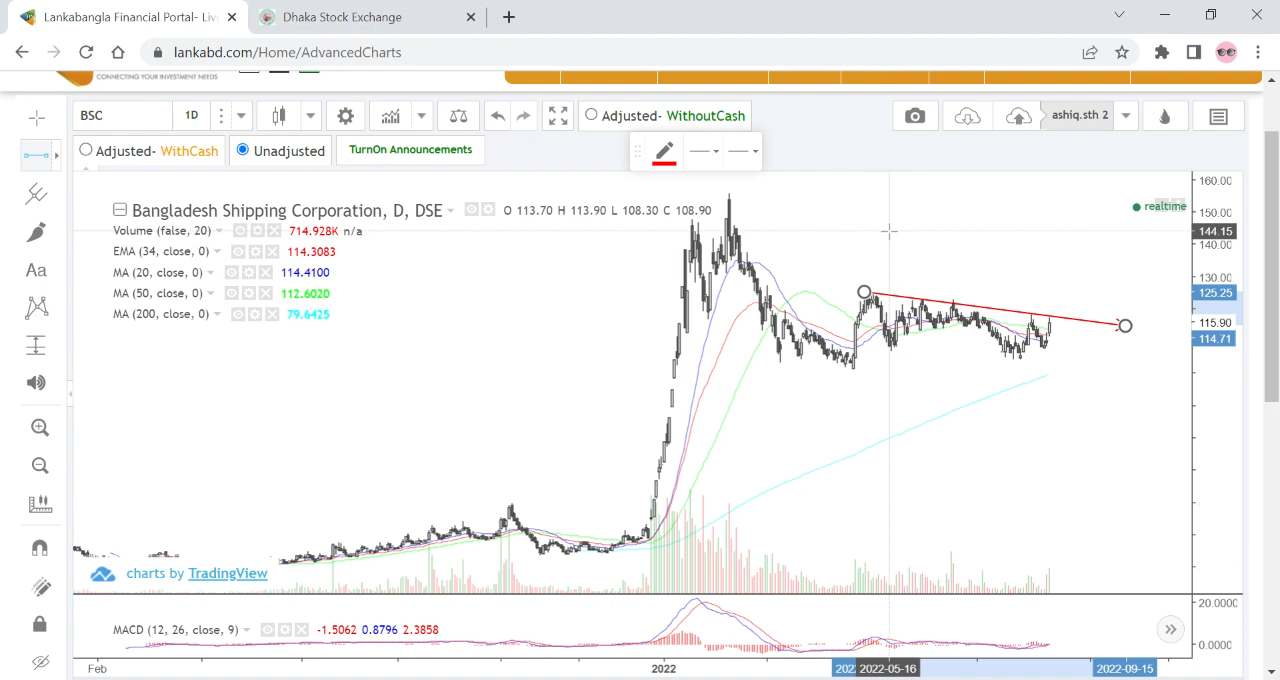 Lankabangla Financial Portal- Liv
Dhaka Stock Exchange
lankabd.com/Home/AdvancedCharts
CONNECTING YOUR INVESTMENT NEEDS
BSC
1D
Adjusted- WithoutCash
ashiq.sth 2
Adjusted- WithCash
Unadjusted
TurnOn Announcements
160.00
Bangladesh Shipping Corporation, D, DSE
O 113.70 H 113.90 L 108.30 C 108.90
realtime
150.00
Volume (false, 20)
714.928K n/a
144.15
140.00
EMA (34, close, 0)
114.3083
MA (20, close, 0)
114.4100
130.00
MA (50, close, 0)
112.6020
125.25
MA (200, close, 0)
79.6425
115.90
114.71
Aa
charts by TradingView
20.0000
MACD (12, 26, close, 9)
-1.5062 0.8796 2.3858
0.0000
Feb
2022
202
2022-05-16
2022-09-15